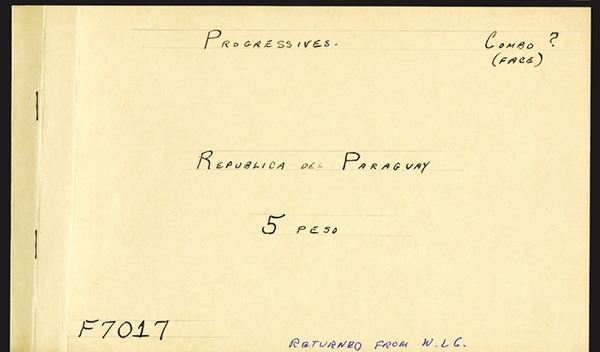 PROGRESSIVES.
COMBO ?
(FACE)
REPUBLICA DEL PARAGUAY
5 PESO
F7017
RETURNED FROM W.L.G.